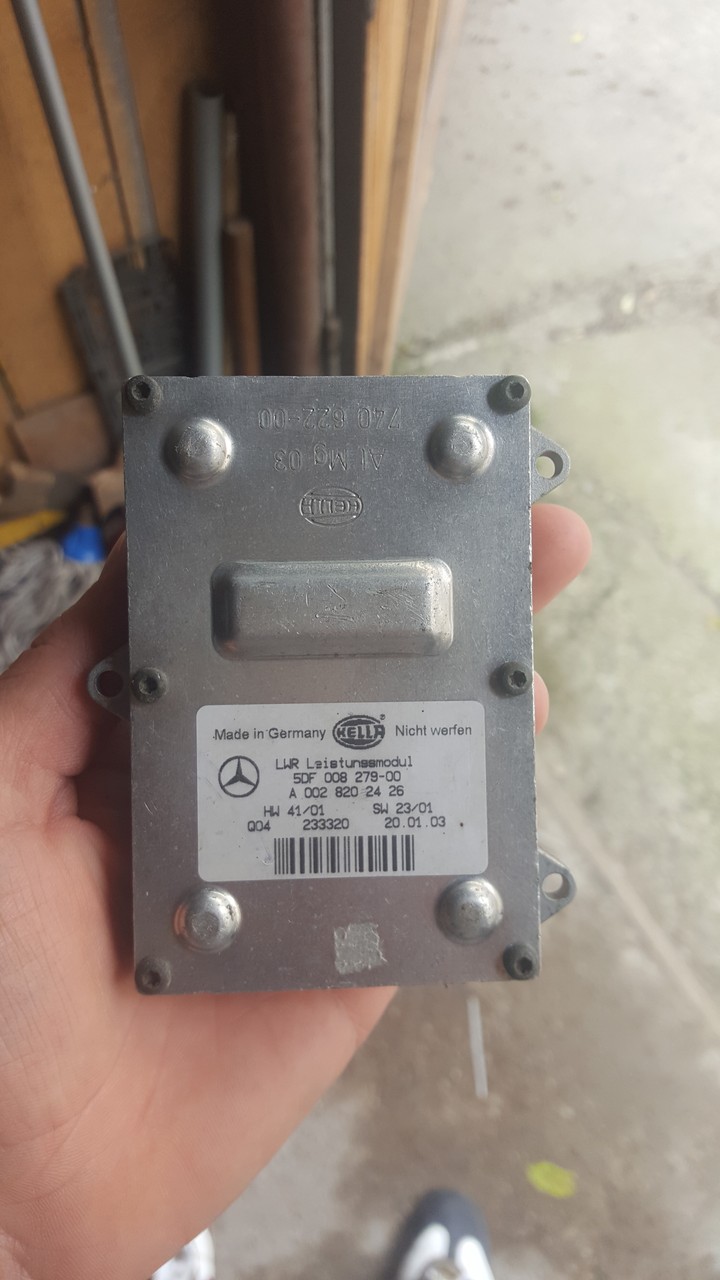 740 622-00
Al Mg 03
HELLA
Made in Germany HELLA® Nicht werfen
LWR Leistungsmodul
5DF 008 279-00
A 002 820 24 26
HW 41/01 SW 23/01
Q04 233320 20.01.03